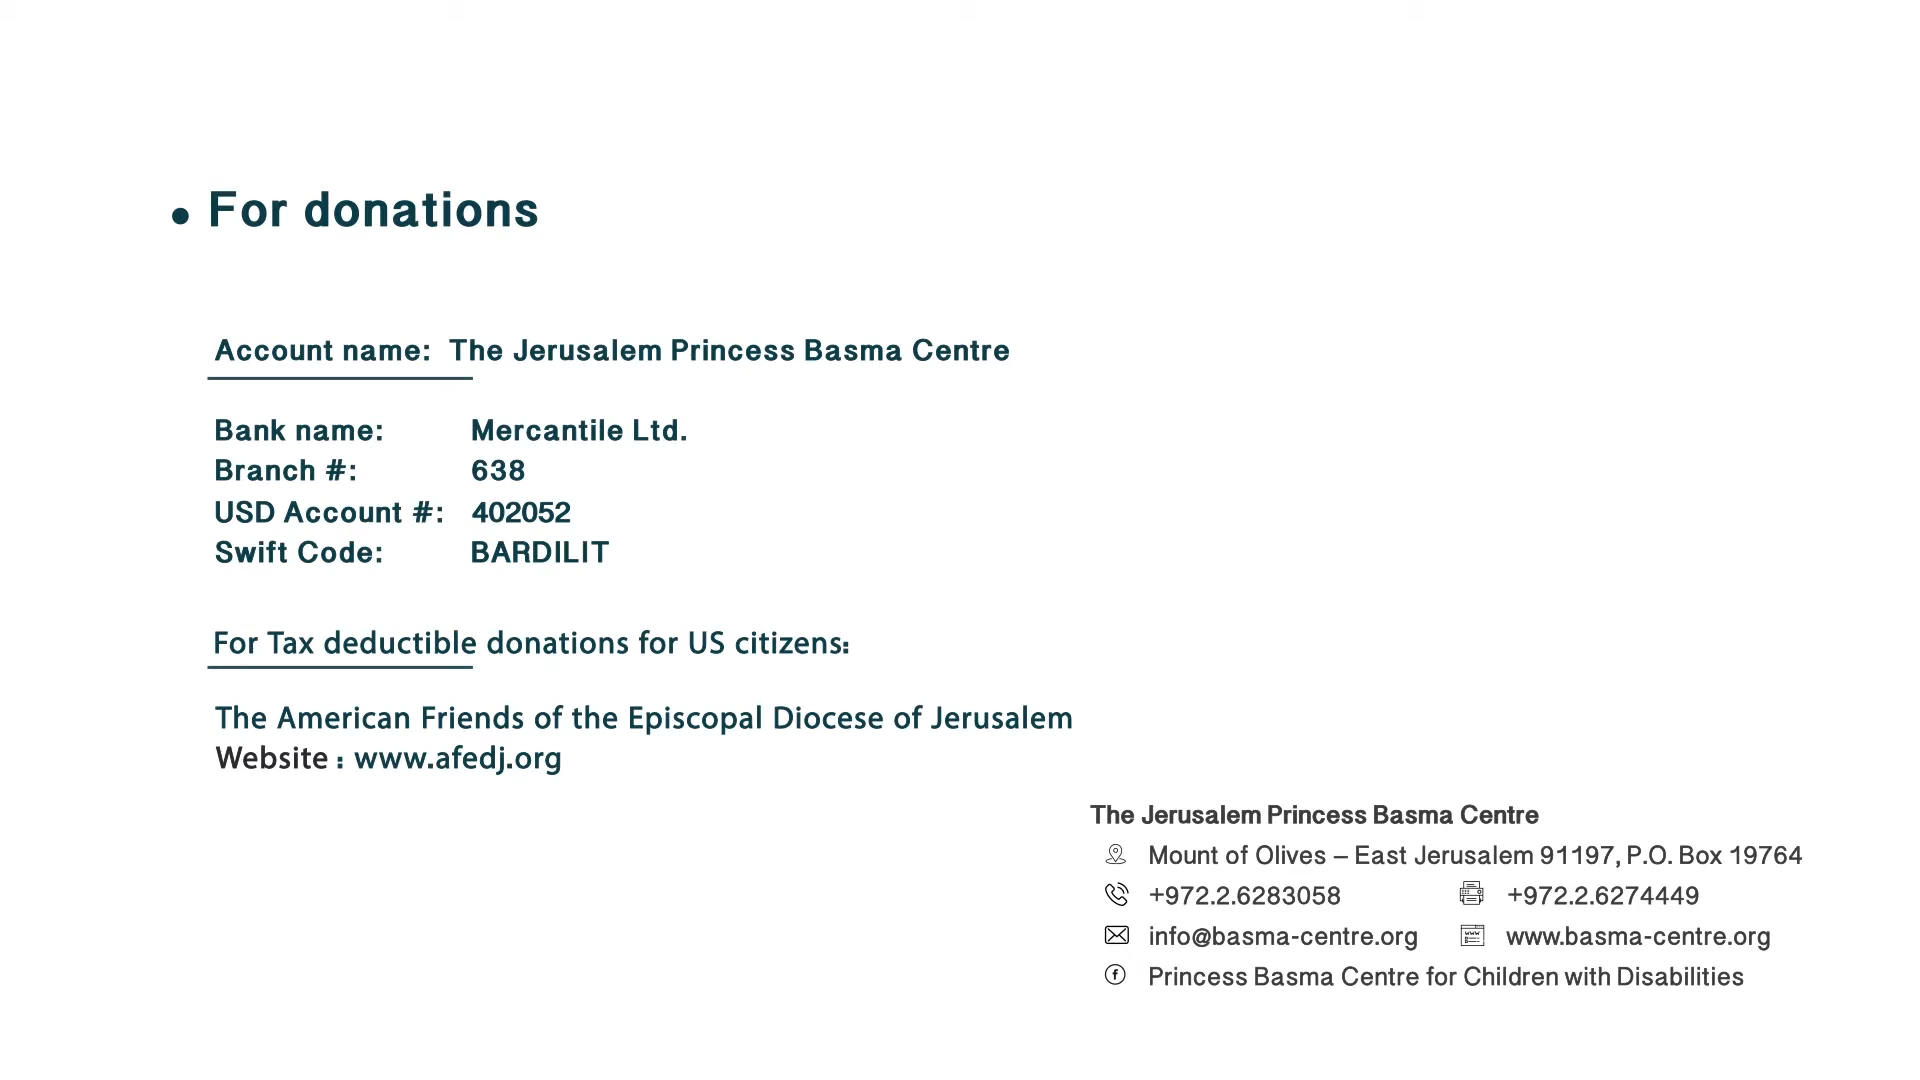 • For donations
Account name: The Jerusalem Princess Basma Centre
Bank name: Mercantile Ltd.
Branch #: 638
USD Account #: 402052
Swift Code: BARDILIT
For Tax deductible donations for US citizens:
The American Friends of the Episcopal Diocese of Jerusalem
Website : www.afedj.org
The Jerusalem Princess Basma Centre
Mount of Olives – East Jerusalem 91197, P.O. Box 19764
+972.2.6283058 +972.2.6274449
info@basma-centre.org www.basma-centre.org
Princess Basma Centre for Children with Disabilities